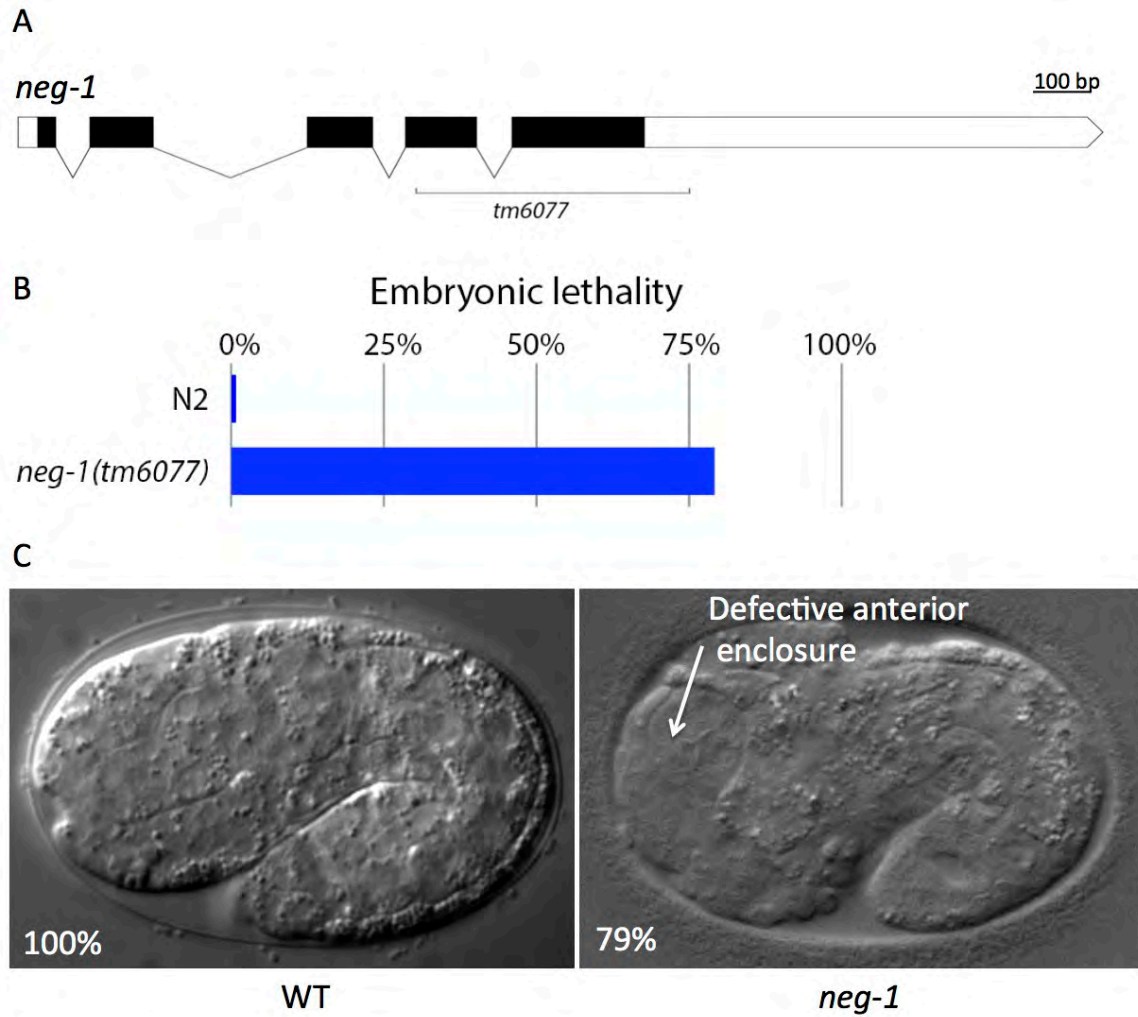 A
neg-1
100 bp
tm6077
B
Embryonic lethality
0% 25% 50% 75% 100%
N2
neg-1(tm6077)
C
Defective anterior
enclosure
100%
79%
WT
neg-1